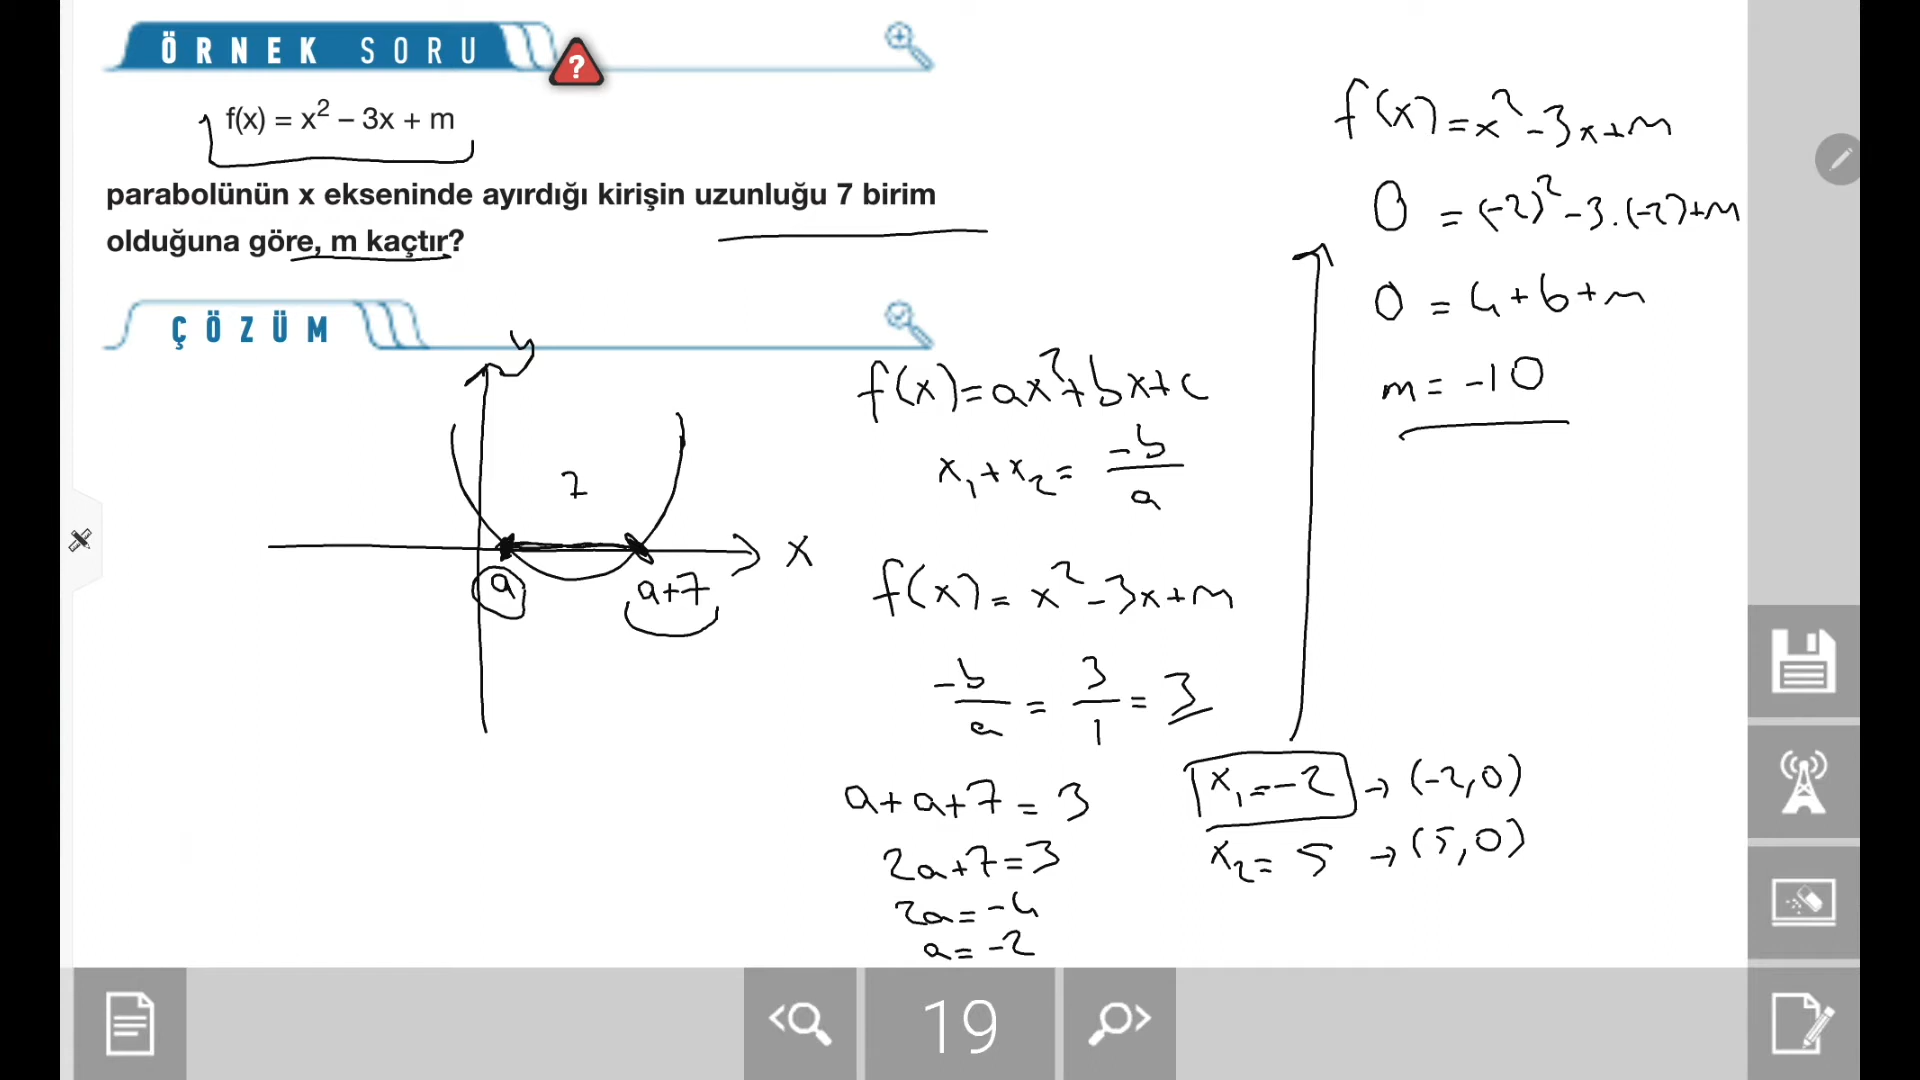 ÖRNEK SORU
?
f(x) = x² – 3x + m
parabolünün x ekseninde ayırdığı kirişin uzunluğu 7 birim
olduğuna göre, m kaçtır?
ÇÖZÜM
y
7
x
a
a+7
f(x)=ax²+bx+c
x₁+x₂= -b/a
f(x)= x²-3x+m
-b/a = 3/1 = 3
a+a+7=3
2a+7=3
2a=-4
a=-2
x₁=-2 → (-2,0)
x₂= 5 → (5,0)
f(x)=x²-3x+m
0 = (-2)²-3.(-2)+m
0 = 4+6+m
m = -10
19